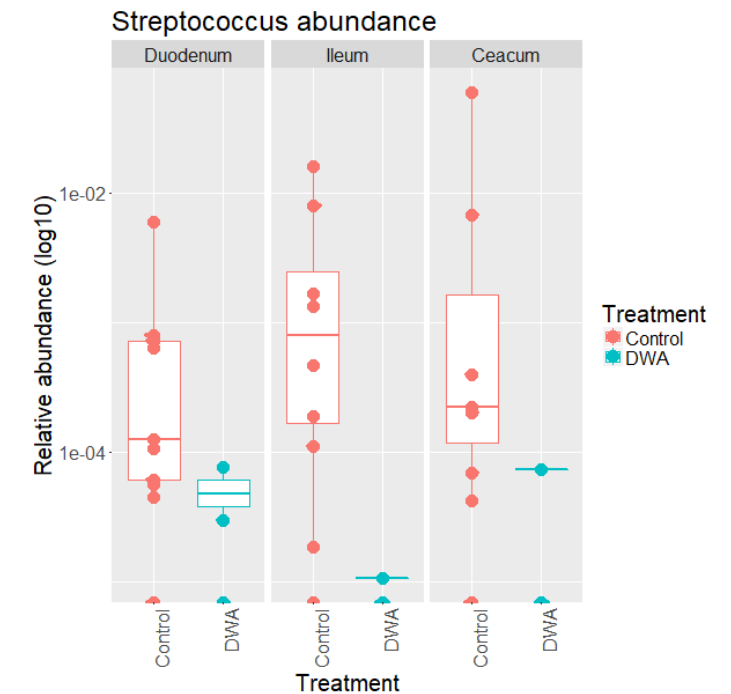 Streptococcus abundance
Duodenum
Ileum
Ceacum
Relative abundance (log10)
1e-02
1e-04
Control
DWA
Control
DWA
Control
DWA
Treatment
Treatment
Control
DWA